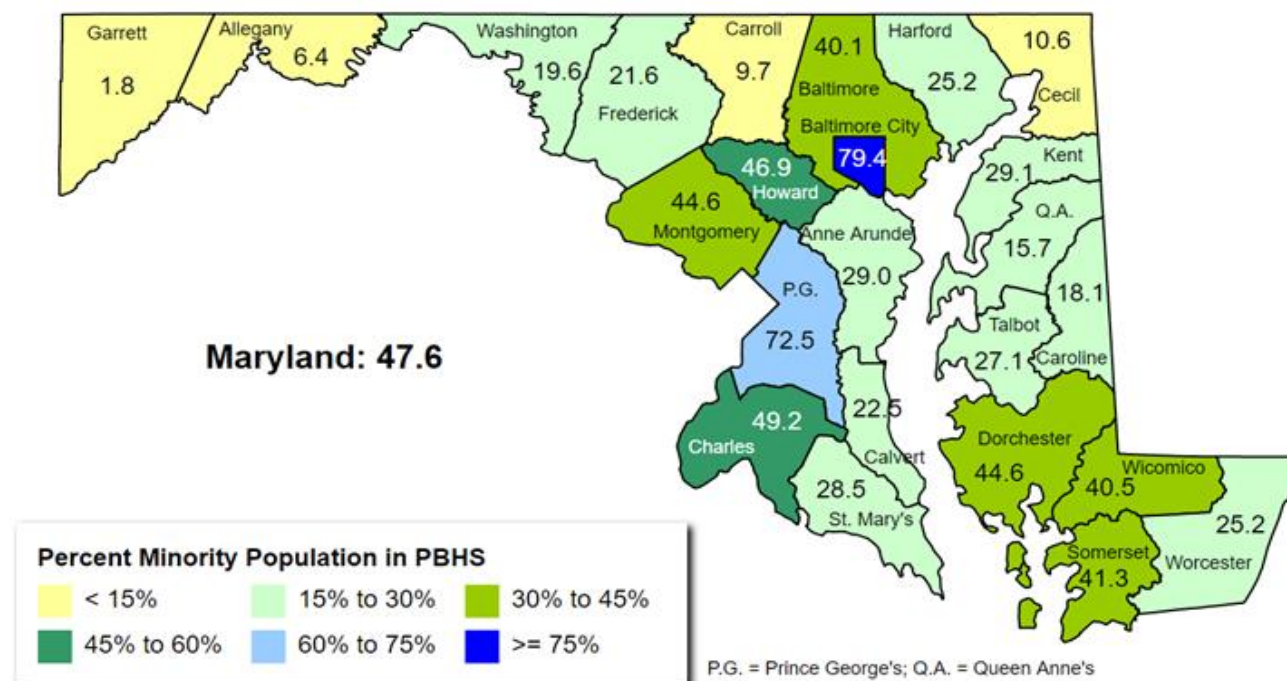 Garrett
1.8
Allegany
6.4
Washington
19.6
21.6
Frederick
Carroll
9.7
40.1
Baltimore
Baltimore City
79.4
Harford
25.2
10.6
Cecil
46.9
Howard
44.6
Montgomery
Anne Arunde
29.0
Kent
29.1
Q.A.
15.7
18.1
Caroline
Talbot
27.1
P.G.
72.5
Maryland: 47.6
49.2
Charles
22.5
Calvert
28.5
St. Mary's
Dorchester
44.6
Wicomico
40.5
Somerset
41.3
25.2
Worcester
Percent Minority Population in PBHS
< 15% 15% to 30% 30% to 45%
45% to 60% 60% to 75% >= 75%
P.G. = Prince George's; Q.A. = Queen Anne's